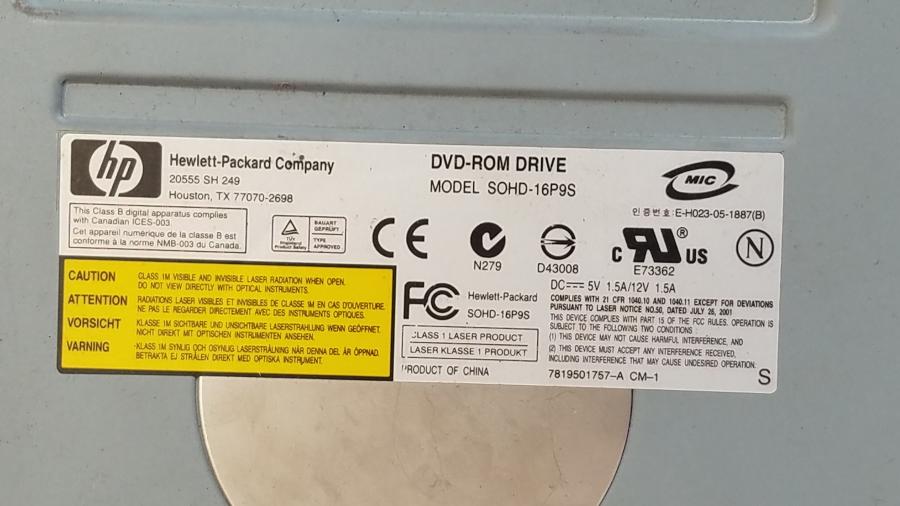 hp
Hewlett-Packard Company
20555 SH 249
Houston, TX 77070-2698
DVD-ROM DRIVE
MODEL SOHD-16P9S
MIC
인증번호:E-H023-05-1887(B)
This Class B digital apparatus complies
with Canadian ICES-003.
Cet appareil numérique de la classe B est
conforme à la norme NMB-003 du Canada.
TÜV
Product Safety
BAUART
GEPRÜFT
TYPE
APPROVED
CE
N279
D43008
c RU ® US
E73362
N
CAUTION
CLASS 1M VISIBLE AND INVISIBLE LASER RADIATION WHEN OPEN.
DO NOT VIEW DIRECTLY WITH OPTICAL INSTRUMENTS.
ATTENTION
RADIATIONS LASER VISIBLES ET INVISIBLES DE CLASSE 1M EN CAS D'OUVERTURE.
NE PAS LE REGARDER DIRECTEMENT AVEC DES INSTRUMENTS OPTIQUES.
VORSICHT
KLASSE 1M SICHTBARE UND UNSICHTBARE LASERSTRAHLUNG WENN GEÖFFNET.
NICHT DIREKT MIT OPTISCHEN INSTRUMENTEN ANSEHEN.
VARNING
KLASS 1M SYNLIG OCH OSYNLIG LASERSTRÅLNING NÄR DENNA DEL ÄR ÖPPNAD.
BETRAKTA EJ STRÅLEN DIREKT MED OPTISKA INSTRUMENT.
FC
Hewlett-Packard
SOHD-16P9S
CLASS 1 LASER PRODUCT
LASER KLASSE 1 PRODUKT
PRODUCT OF CHINA
DC⎓5V 1.5A/12V 1.5A
COMPLIES WITH 21 CFR 1040.10 AND 1040.11 EXCEPT FOR DEVIATIONS
PURSUANT TO LASER NOTICE NO.50, DATED JULY 26, 2001
THIS DEVICE COMPLIES WITH PART 15 OF THE FCC RULES. OPERATION IS
SUBJECT TO THE FOLLOWING TWO CONDITIONS :
(1) THIS DEVICE MAY NOT CAUSE HARMFUL INTERFERENCE, AND
(2) THIS DEVICE MUST ACCEPT ANY INTERFERENCE RECEIVED,
INCLUDING INTERFERENCE THAT MAY CAUSE UNDESIRED OPERATION.
7819501757-A CM-1
S